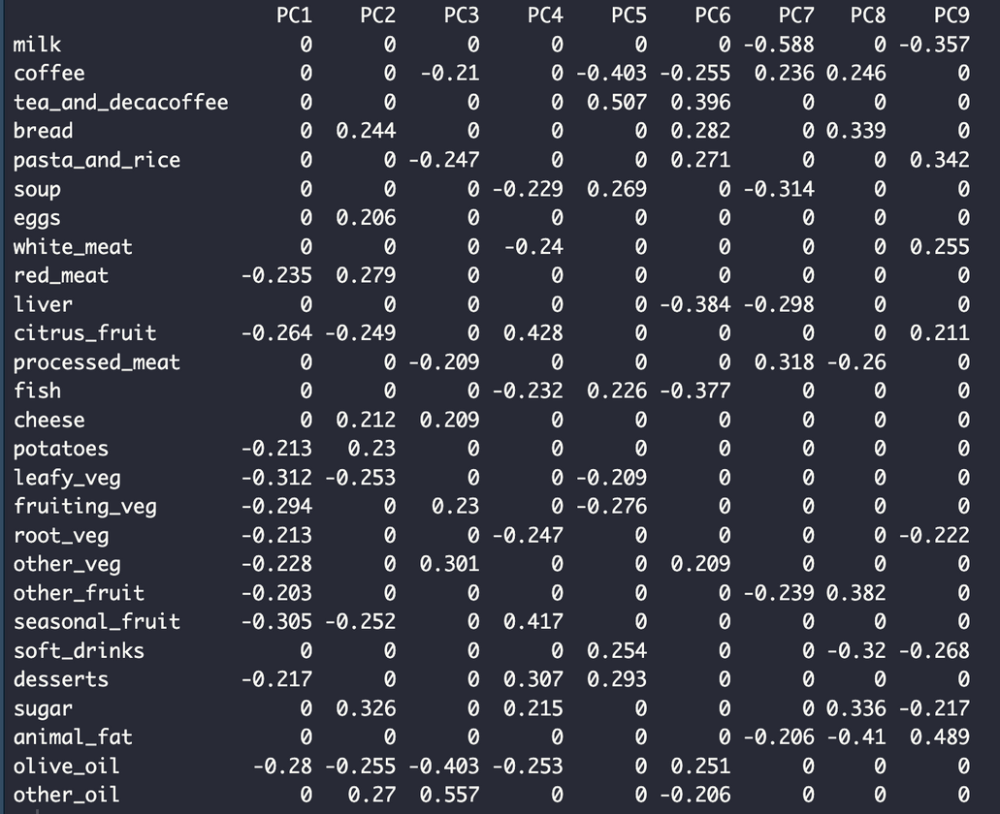 PC1 PC2 PC3 PC4 PC5 PC6 PC7 PC8 PC9
milk 0 0 0 0 0 0 -0.588 0 -0.357
coffee 0 0 -0.21 0 -0.403 -0.255 0.236 0.246 0
tea_and_decacoffee 0 0 0 0 0.507 0.396 0 0 0
bread 0 0.244 0 0 0 0.282 0 0.339 0
pasta_and_rice 0 0 -0.247 0 0 0.271 0 0 0.342
soup 0 0 0 -0.229 0.269 0 -0.314 0 0
eggs 0 0.206 0 0 0 0 0 0 0
white_meat 0 0 0 -0.24 0 0 0 0 0.255
red_meat -0.235 0.279 0 0 0 0 0 0 0
liver 0 0 0 0 0 -0.384 -0.298 0 0
citrus_fruit -0.264 -0.249 0 0.428 0 0 0 0 0.211
processed_meat 0 0 -0.209 0 0 0 0.318 -0.26 0
fish 0 0 0 -0.232 0.226 -0.377 0 0 0
cheese 0 0.212 0.209 0 0 0 0 0 0
potatoes -0.213 0.23 0 0 0 0 0 0 0
leafy_veg -0.312 -0.253 0 0 -0.209 0 0 0 0
fruiting_veg -0.294 0 0.23 0 -0.276 0 0 0 0
root_veg -0.213 0 0 -0.247 0 0 0 0 -0.222
other_veg -0.228 0 0.301 0 0 0.209 0 0 0
other_fruit -0.203 0 0 0 0 0 -0.239 0.382 0
seasonal_fruit -0.305 -0.252 0 0.417 0 0 0 0 0
soft_drinks 0 0 0 0 0.254 0 0 -0.32 -0.268
desserts -0.217 0 0 0.307 0.293 0 0 0 0
sugar 0 0.326 0 0.215 0 0 0 0.336 -0.217
animal_fat 0 0 0 0 0 0 -0.206 -0.41 0.489
olive_oil -0.28 -0.255 -0.403 -0.253 0 0.251 0 0 0
other_oil 0 0.27 0.557 0 0 -0.206 0 0 0